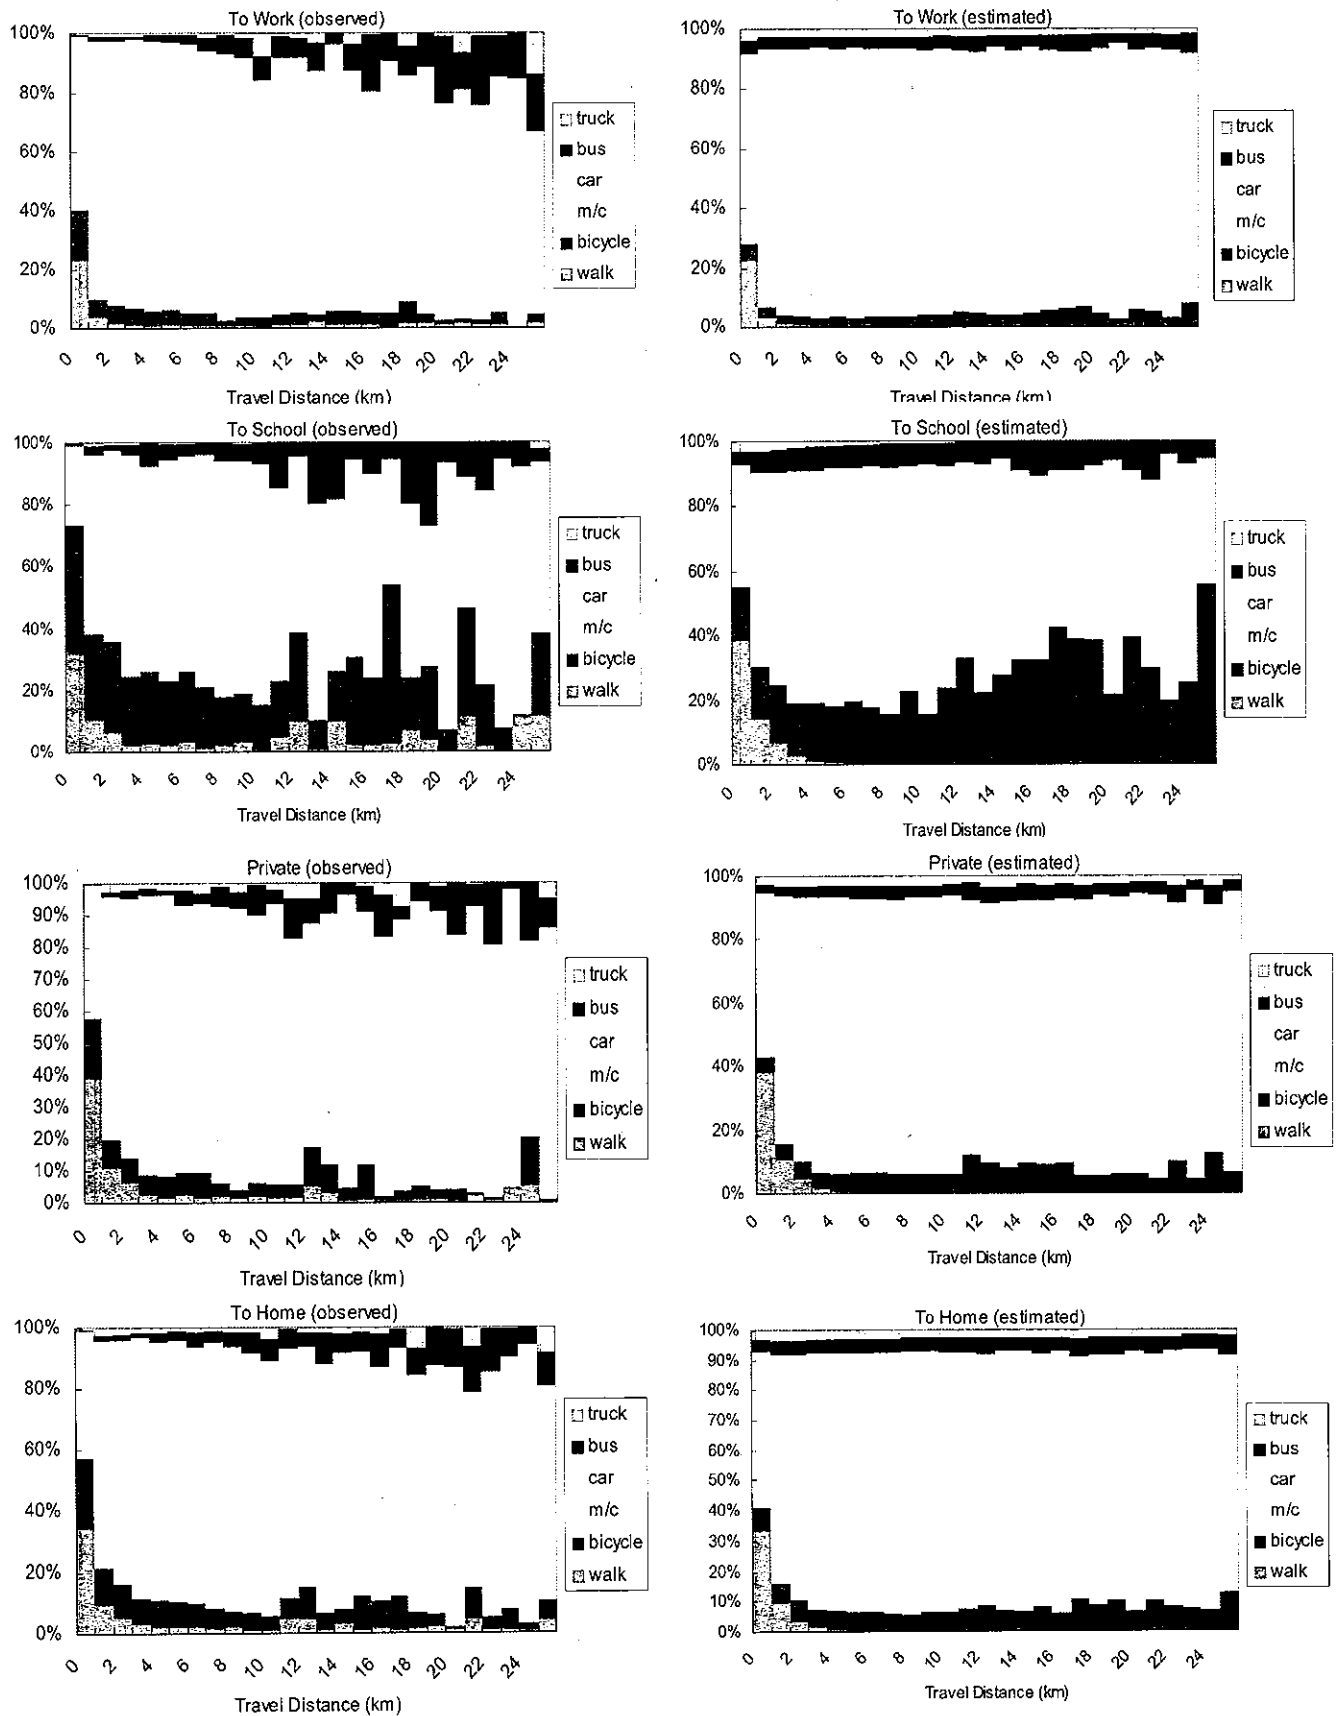 To Work (observed)
100%
80%
60%
40%
20%
0%
0 2 4 6 8 10 12 14 16 18 20 22 24
Travel Distance (km)
truck
bus
car
m/c
bicycle
walk
To Work (estimated)
100%
80%
60%
40%
20%
0%
0 2 4 6 8 10 12 14 16 18 20 22 24
Travel Distance (km)
truck
bus
car
m/c
bicycle
walk
To School (observed)
100%
80%
60%
40%
20%
0%
0 2 4 6 8 10 12 14 16 18 20 22 24
Travel Distance (km)
truck
bus
car
m/c
bicycle
walk
To School (estimated)
100%
80%
60%
40%
20%
0%
0 2 4 6 8 10 12 14 16 18 20 22 24
Travel Distance (km)
truck
bus
car
m/c
bicycle
walk
Private (observed)
100%
90%
80%
70%
60%
50%
40%
30%
20%
10%
0%
0 2 4 6 8 10 12 14 16 18 20 22 24
Travel Distance (km)
truck
bus
car
m/c
bicycle
walk
Private (estimated)
100%
80%
60%
40%
20%
0%
0 2 4 6 8 10 12 14 16 18 20 22 24
Travel Distance (km)
truck
bus
car
m/c
bicycle
walk
To Home (observed)
100%
80%
60%
40%
20%
0%
0 2 4 6 8 10 12 14 16 18 20 22 24
Travel Distance (km)
truck
bus
car
m/c
bicycle
walk
To Home (estimated)
100%
90%
80%
70%
60%
50%
40%
30%
20%
10%
0%
0 2 4 6 8 10 12 14 16 18 20 22 24
Travel Distance (km)
truck
bus
car
m/c
bicycle
walk